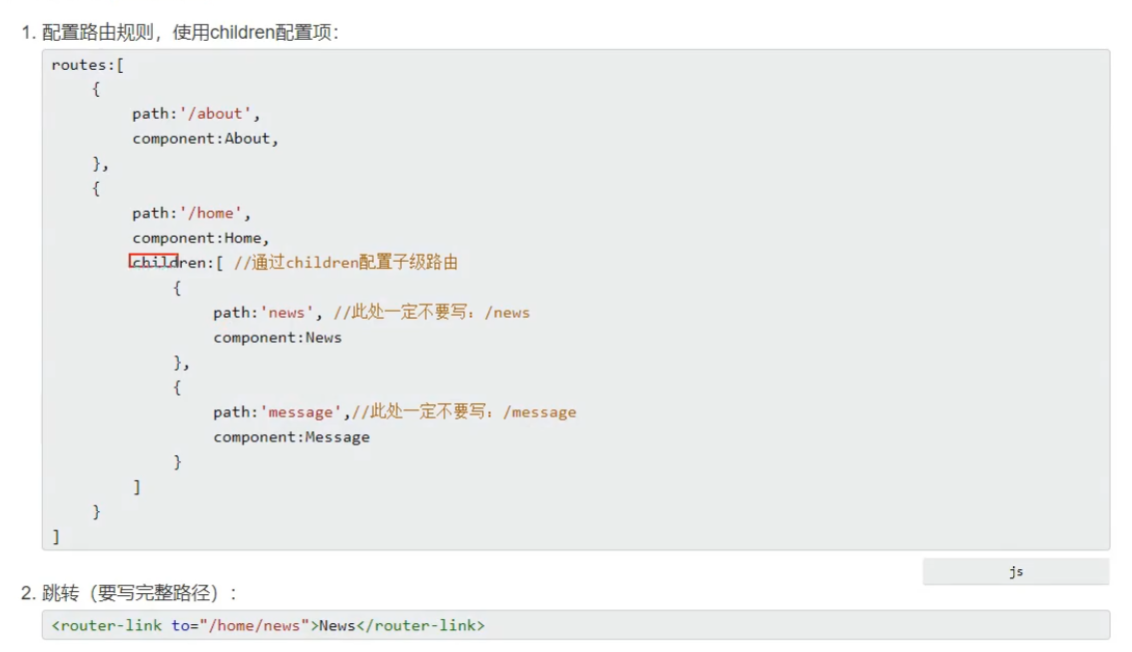 1. 配置路由规则，使用children配置项：
routes:[
{
path:'/about',
component:About,
},
{
path:'/home',
component:Home,
children:[ //通过children配置子级路由
{
path:'news', //此处一定不要写：/news
component:News
},
{
path:'message',//此处一定不要写：/message
component:Message
}
]
}
]
js
2. 跳转（要写完整路径）：
<router-link to="/home/news">News</router-link>